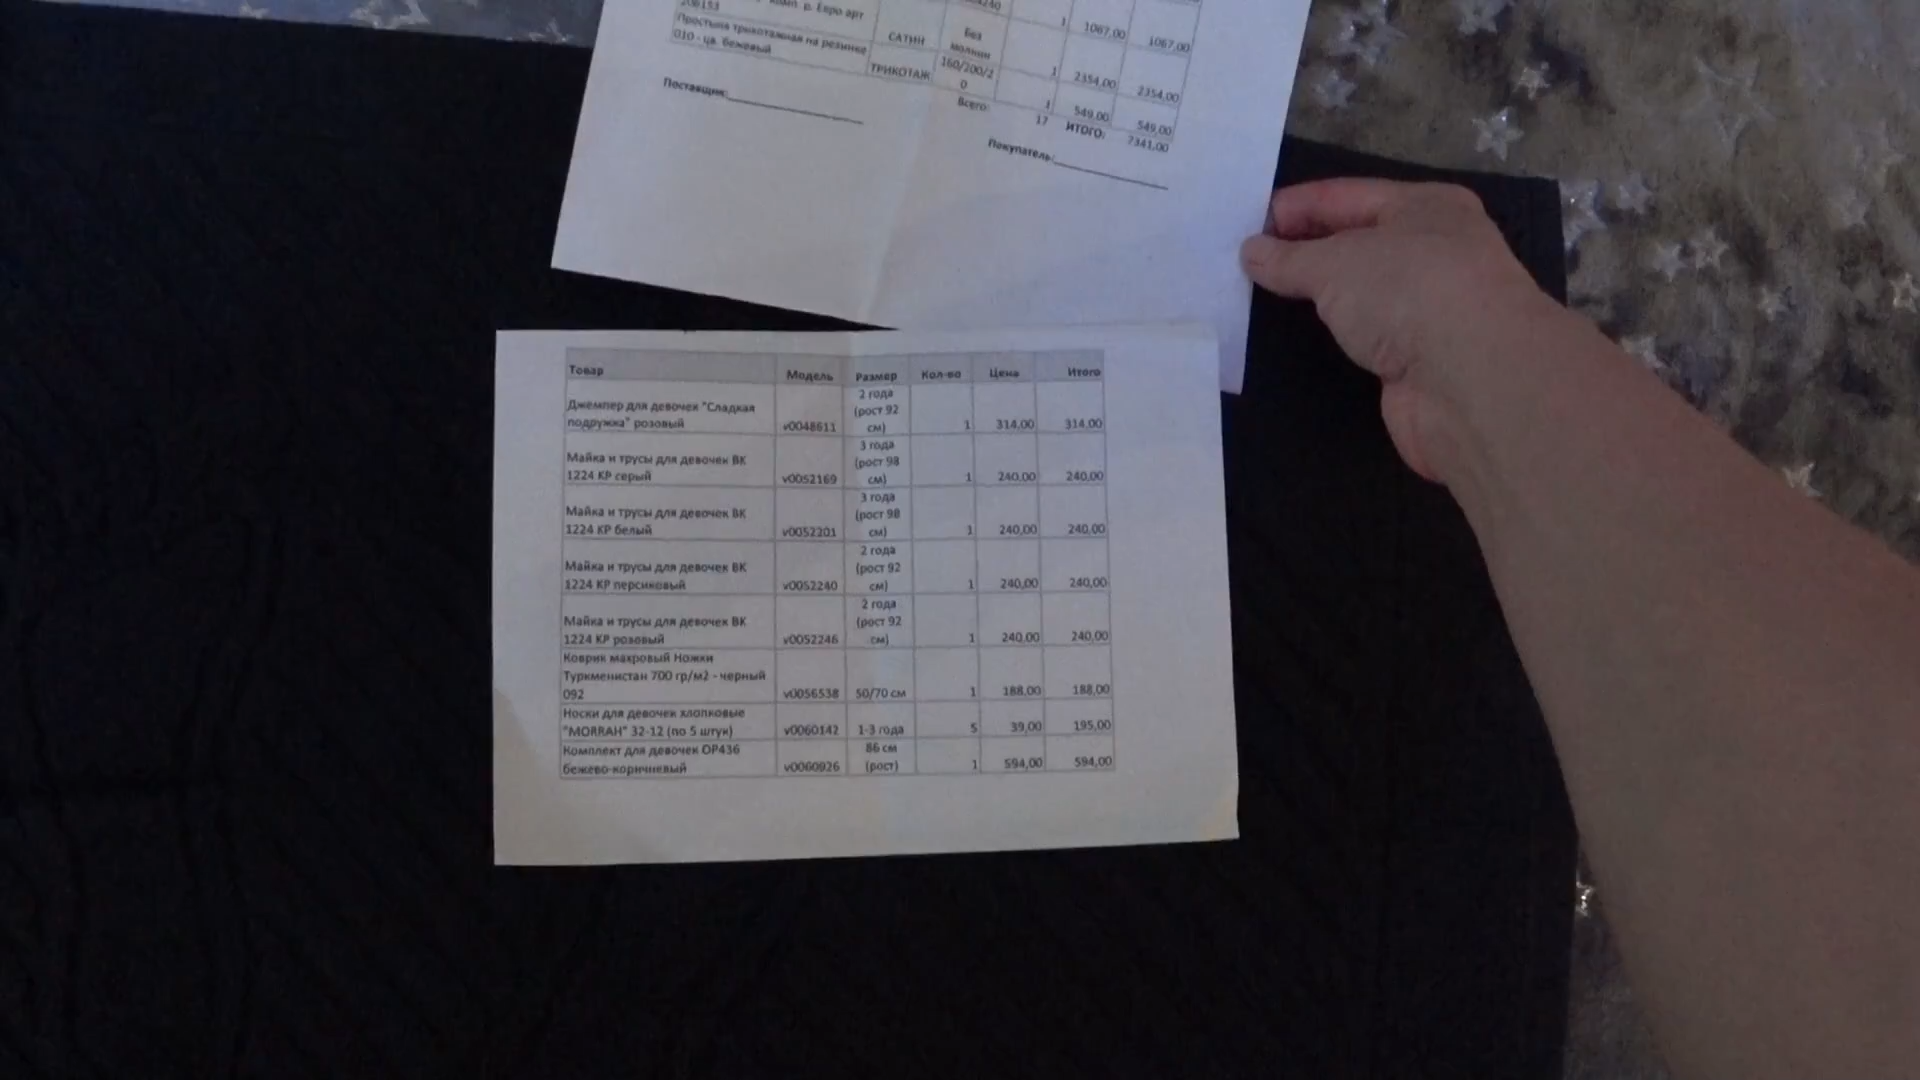 206153 комп. р. Евро арт САТИН Без молнии 1 1067,00 1067,00
Простыня трикотажная на резинке
010 - цв. бежевый ТРИКОТАЖ 160/200/20 1 2354,00 2354,00
1 549,00 549,00
Всего: 17 ИТОГО: 7341,00
Поставщик:
Покупатель:
Товар Модель Размер Кол-во Цена Итого
Джемпер для девочек "Сладкая
подружка" розовый v0048611 2 года (рост 92 см) 1 314,00 314,00
Майка и трусы для девочек ВК
1224 КР серый v0052169 3 года (рост 98 см) 1 240,00 240,00
Майка и трусы для девочек ВК
1224 КР белый v0052201 3 года (рост 98 см) 1 240,00 240,00
Майка и трусы для девочек ВК
1224 КР персиковый v0052240 2 года (рост 92 см) 1 240,00 240,00
Майка и трусы для девочек ВК
1224 КР розовый v0052246 2 года (рост 92 см) 1 240,00 240,00
Коврик махровый Ножки
Туркменистан 700 гр/м2 - черный
092 v0056538 50/70 см 1 188,00 188,00
Носки для девочек хлопковые
"MORRAH" 32-12 (по 5 штук) v0060142 1-3 года 5 39,00 195,00
Комплект для девочек ОР436
бежево-коричневый v0060926 86 см (рост) 1 594,00 594,00